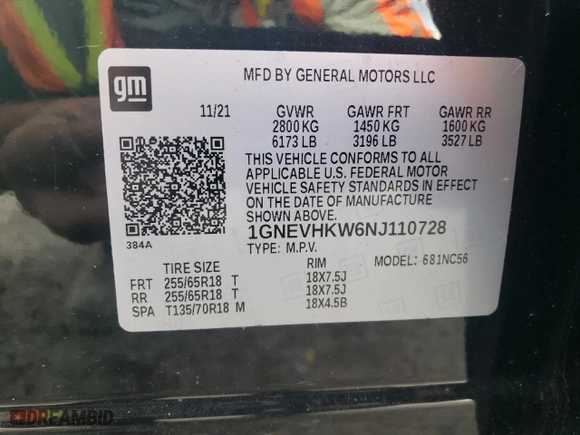 gm
MFD BY GENERAL MOTORS LLC
11/21 GVWR GAWR FRT GAWR RR
2800 KG 1450 KG 1600 KG
6173 LB 3196 LB 3527 LB
THIS VEHICLE CONFORMS TO ALL
APPLICABLE U.S. FEDERAL MOTOR
VEHICLE SAFETY STANDARDS IN EFFECT
ON THE DATE OF MANUFACTURE
SHOWN ABOVE.
384A
1GNEVHKW6NJ110728
TYPE: M.P.V.
MODEL: 681NC56
TIRE SIZE RIM
FRT 255/65R18 T 18X7.5J
RR 255/65R18 T 18X7.5J
SPA T135/70R18 M 18X4.5B
DREAMBID